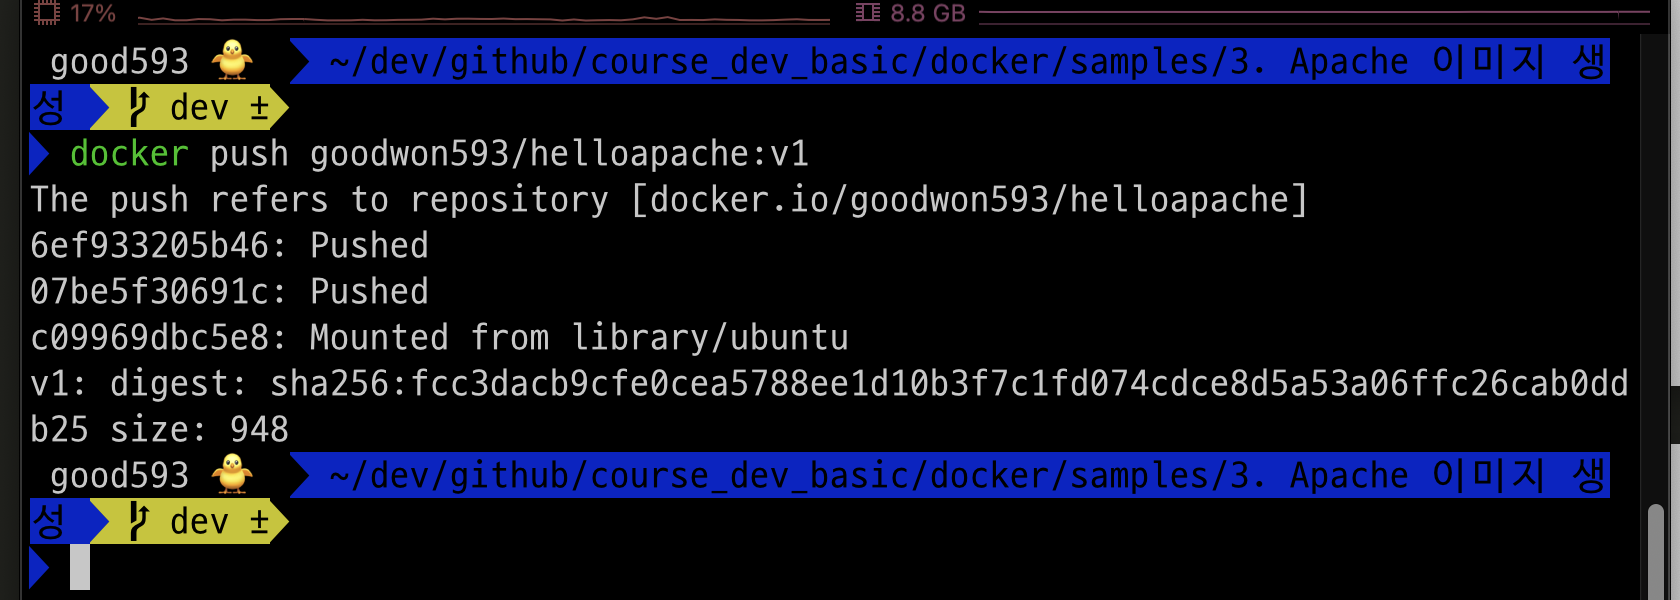 17% 8.8 GB
good593 🐥 ~/dev/github/course_dev_basic/docker/samples/3. Apache 이미지 생
성 dev ±
docker push goodwon593/helloapache:v1
The push refers to repository [docker.io/goodwon593/helloapache]
6ef933205b46: Pushed
07be5f30691c: Pushed
c09969dbc5e8: Mounted from library/ubuntu
v1: digest: sha256:fcc3dacb9cfe0cea5788ee1d10b3f7c1fd074cdce8d5a53a06ffc26cab0dd
b25 size: 948
good593 🐥 ~/dev/github/course_dev_basic/docker/samples/3. Apache 이미지 생
성 dev ±